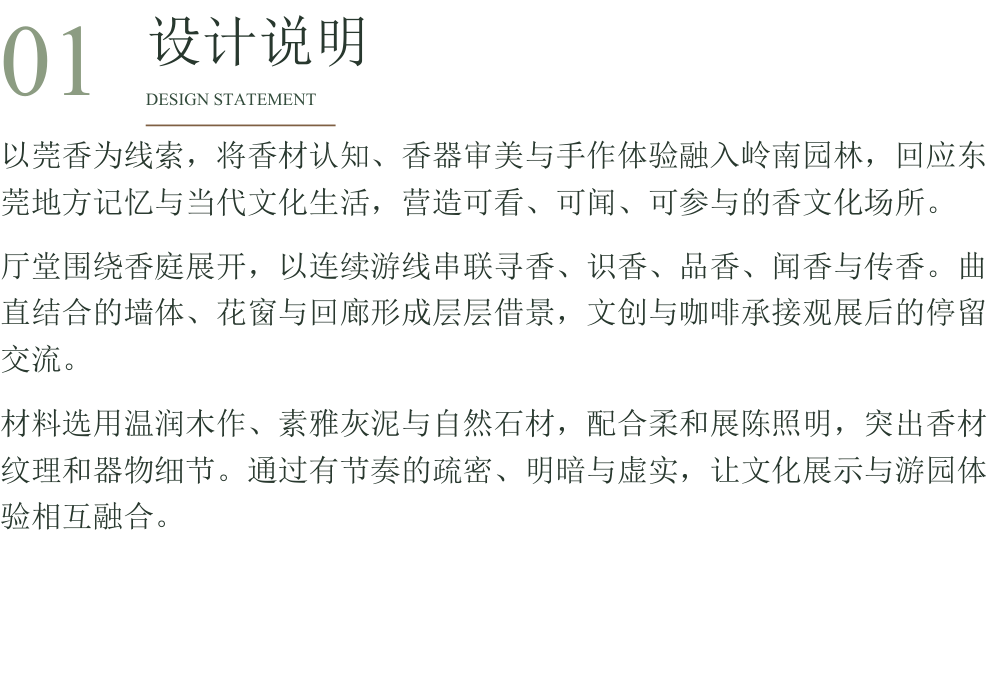 01
设计说明
DESIGN STATEMENT
以莞香为线索，将香材认知、香器审美与手作体验融入岭南园林，回应东
莞地方记忆与当代文化生活，营造可看、可闻、可参与的香文化场所。
厅堂围绕香庭展开，以连续游线串联寻香、识香、品香、闻香与传香。曲
直结合的墙体、花窗与回廊形成层层借景，文创与咖啡承接观展后的停留
交流。
材料选用温润木作、素雅灰泥与自然石材，配合柔和展陈照明，突出香材
纹理和器物细节。通过有节奏的疏密、明暗与虚实，让文化展示与游园体
验相互融合。